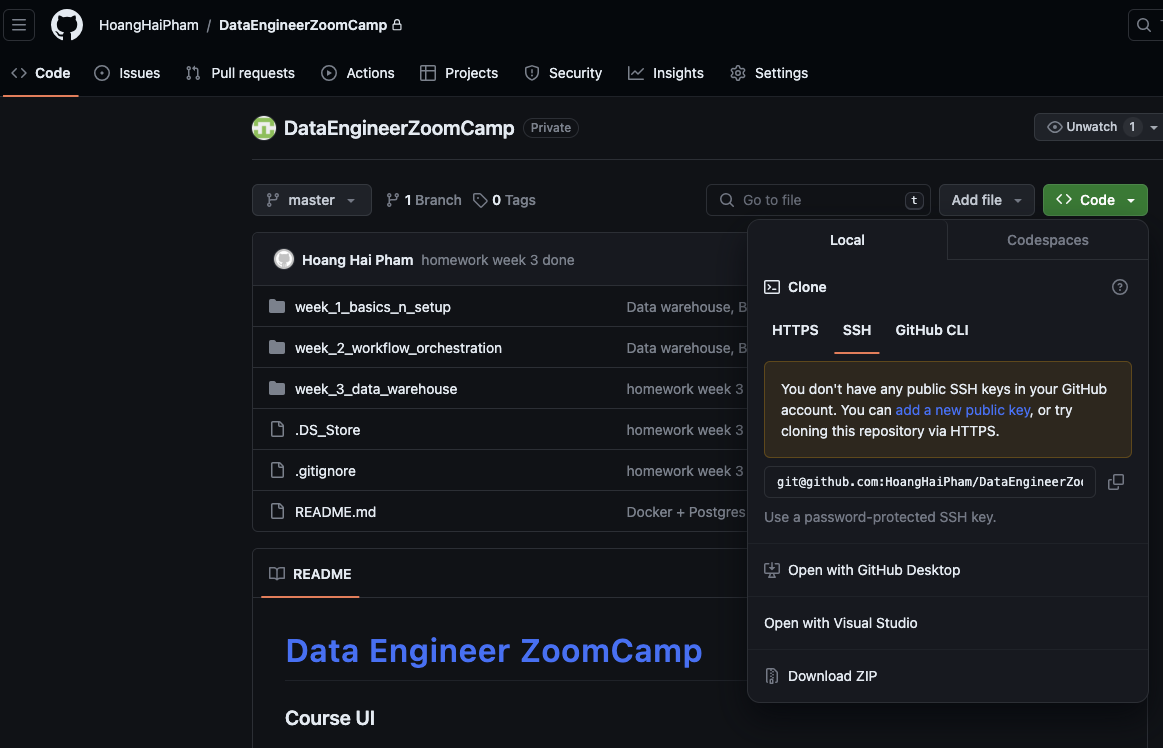 HoangHaiPham / DataEngineerZoomCamp
Code Issues Pull requests Actions Projects Security Insights Settings
DataEngineerZoomCamp Private
Unwatch 1
master 1 Branch 0 Tags
Go to file t Add file Code
Local Codespaces
Hoang Hai Pham homework week 3 done
Clone
week_1_basics_n_setup Data warehouse, B
HTTPS SSH GitHub CLI
week_2_workflow_orchestration Data warehouse, B
week_3_data_warehouse homework week 3
You don't have any public SSH keys in your GitHub
account. You can add a new public key, or try
cloning this repository via HTTPS.
.DS_Store homework week 3
.gitignore homework week 3
git@github.com:HoangHaiPham/DataEngineerZoo
README.md Docker + Postgres
Use a password-protected SSH key.
README
Open with GitHub Desktop
Open with Visual Studio
Data Engineer ZoomCamp
Download ZIP
Course UI